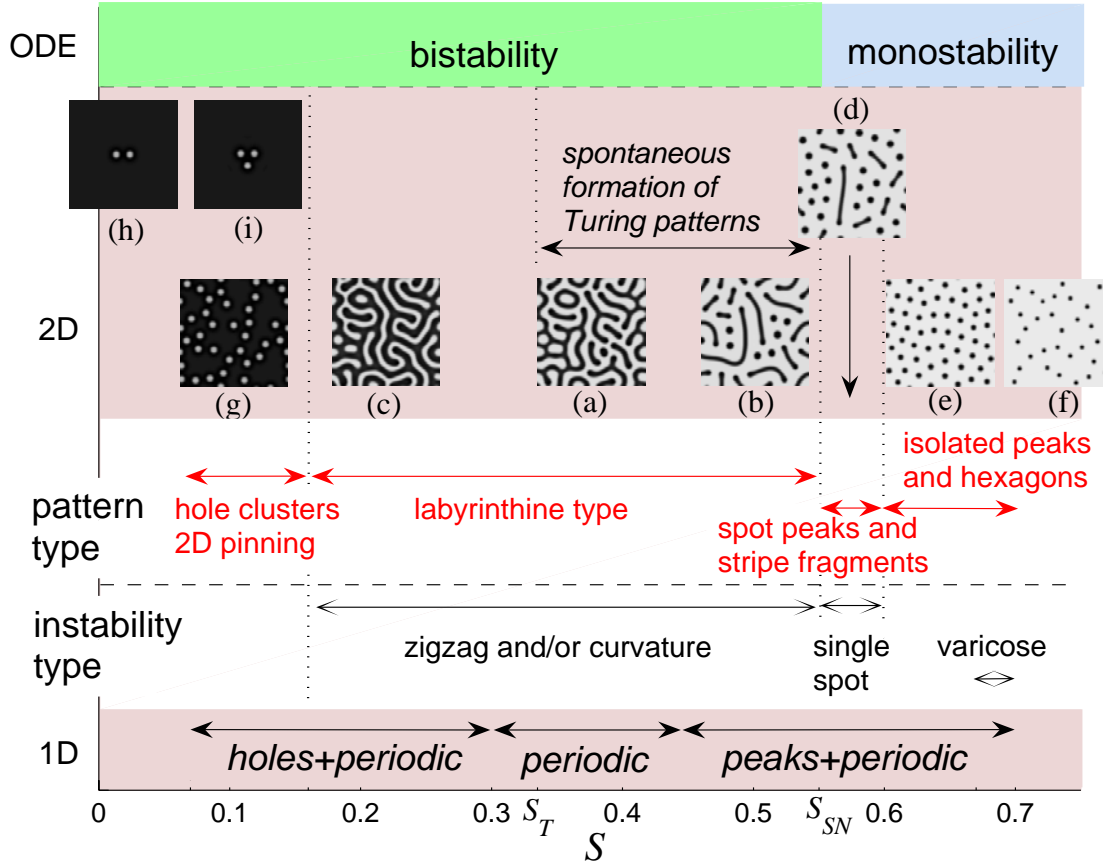 ODE
bistability
monostability
(d)
spontaneous
formation of
Turing patterns
(h)
(i)
2D
(g)
(c)
(a)
(b)
(e)
(f)
isolated peaks
and hexagons
pattern
type
hole clusters
2D pinning
labyrinthine type
spot peaks and
stripe fragments
instability
type
zigzag and/or curvature
single
spot
varicose
1D
holes+periodic
periodic
peaks+periodic
0
0.1
0.2
0.3
S_T
0.4
0.5
S_SN
0.6
0.7
S